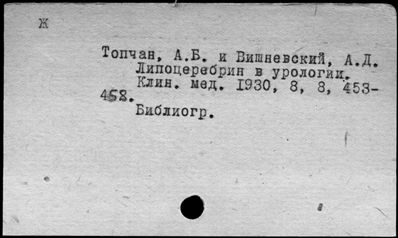 Ж
Топчан, А.Б. и Вишневский, А.Д.
Липоцеребрин в урологии.
Клин. мед. 1930, 8, 8, 453-
458.
Библиогр.